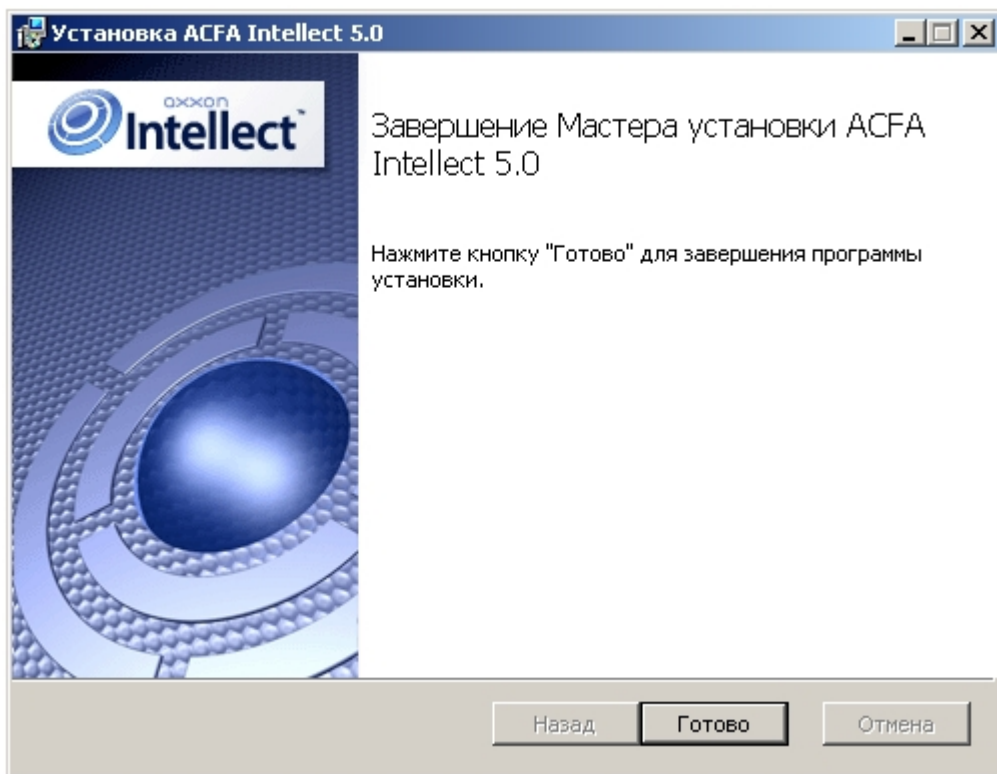 Установка ACFA Intellect 5.0
axxon
Intellect™
Завершение Мастера установки ACFA
Intellect 5.0
Нажмите кнопку "Готово" для завершения программы
установки.
Назад
Готово
Отмена